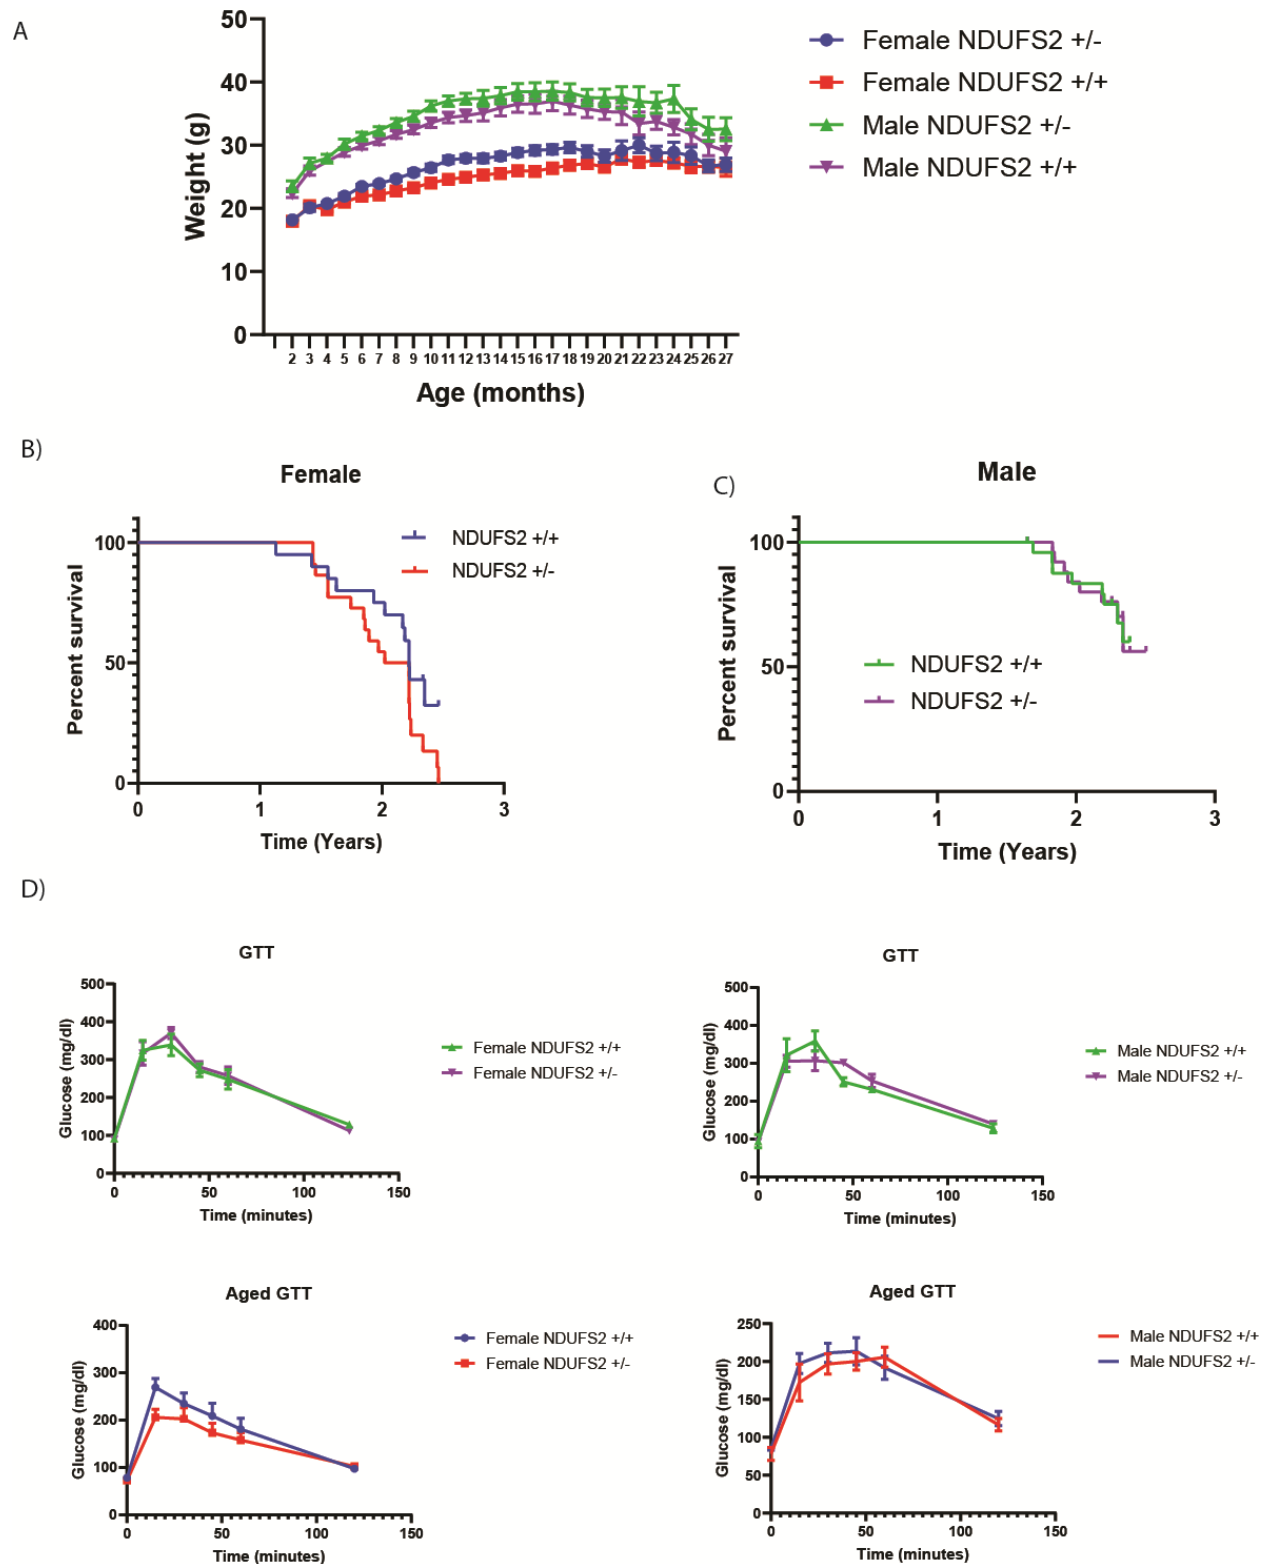 A
50
40
30
20
10
0
Weight (g)
2 3 4 5 6 7 8 9 10 11 12 13 14 15 16 17 18 19 20 21 22 23 24 25 26 27
Age (months)
Female NDUFS2 +/-
Female NDUFS2 +/+
Male NDUFS2 +/-
Male NDUFS2 +/+
B)
Female
100
50
0
Percent survival
0 1 2 3
Time (Years)
NDUFS2 +/+
NDUFS2 +/-
C)
Male
100
50
0
Percent survival
0 1 2 3
Time (Years)
NDUFS2 +/+
NDUFS2 +/-
D)
GTT
500
400
300
200
100
0
Glucose (mg/dl)
0 50 100 150
Time (minutes)
Female NDUFS2 +/+
Female NDUFS2 +/-
GTT
500
400
300
200
100
0
Glucose (mg/dl)
0 50 100 150
Time (minutes)
Male NDUFS2 +/+
Male NDUFS2 +/-
Aged GTT
400
300
200
100
0
Glucose (mg/dl)
0 50 100 150
Time (minutes)
Female NDUFS2 +/+
Female NDUFS2 +/-
Aged GTT
250
200
150
100
50
0
Glucose (mg/dl)
0 50 100 150
Time (minutes)
Male NDUFS2 +/+
Male NDUFS2 +/-